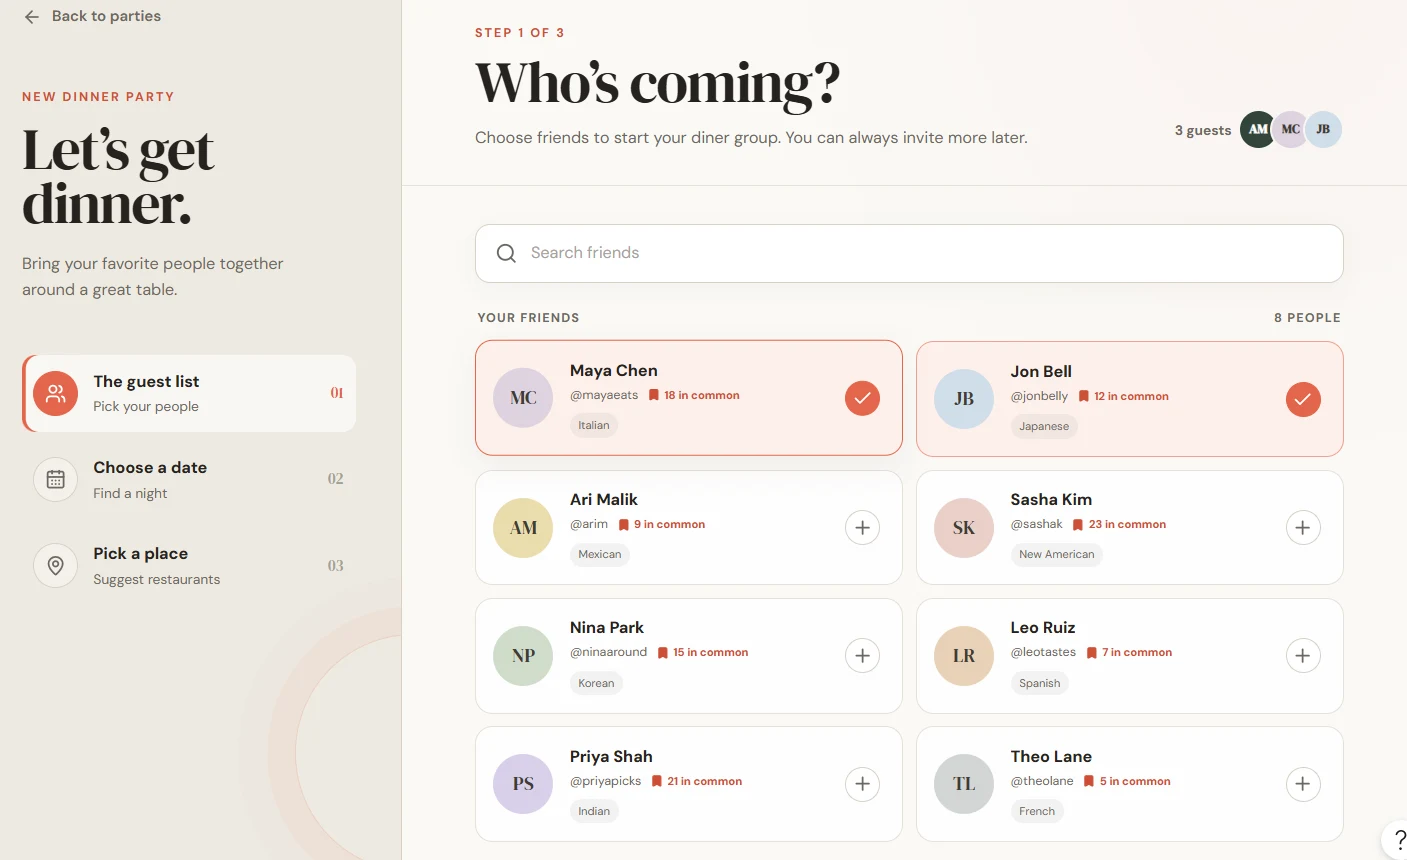 Back to parties
NEW DINNER PARTY
Let's get
dinner.
Bring your favorite people together
around a great table.
The guest list
Pick your people
01
Choose a date
Find a night
02
Pick a place
Suggest restaurants
03
STEP 1 OF 3
Who's coming?
Choose friends to start your diner group. You can always invite more later.
3 guests AM MC JB
Search friends
YOUR FRIENDS 8 PEOPLE
MC
Maya Chen
@mayaeats 18 in common
Italian
JB
Jon Bell
@jonbelly 12 in common
Japanese
AM
Ari Malik
@arim 9 in common
Mexican
SK
Sasha Kim
@sashak 23 in common
New American
NP
Nina Park
@ninaaround 15 in common
Korean
LR
Leo Ruiz
@leotastes 7 in common
Spanish
PS
Priya Shah
@priyapicks 21 in common
Indian
TL
Theo Lane
@theolane 5 in common
French
?